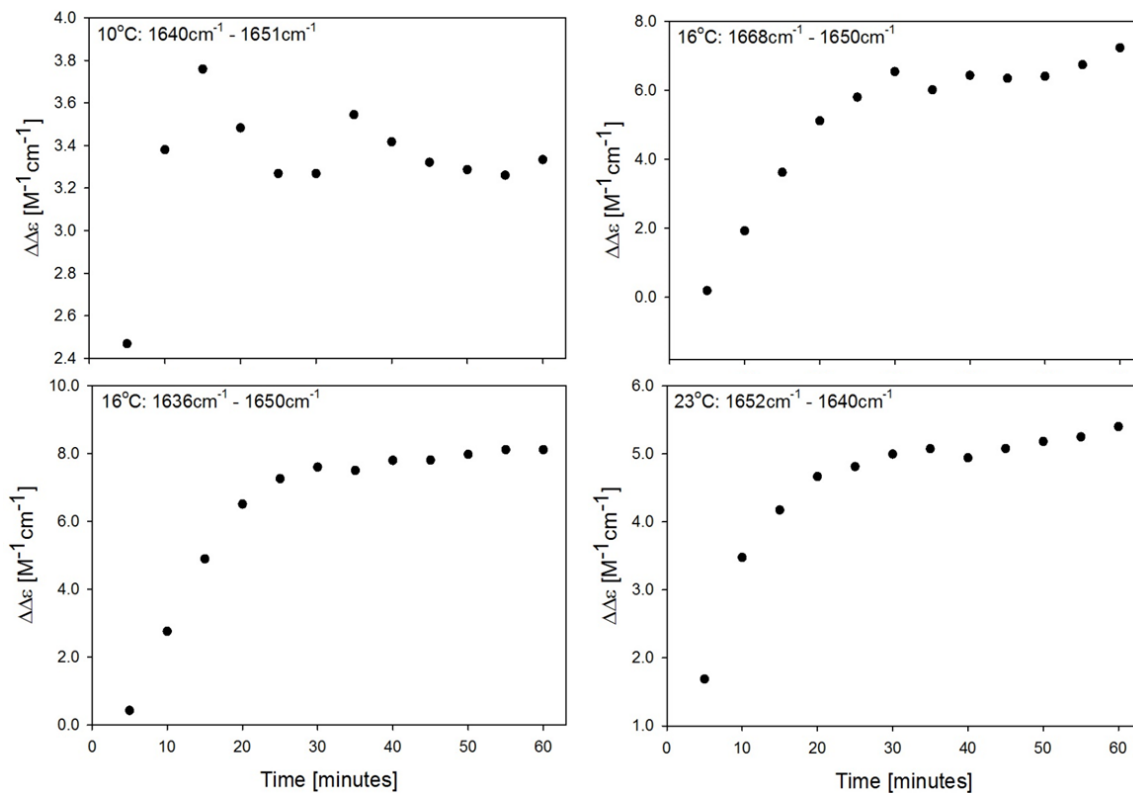 10°C: 1640cm⁻¹ - 1651cm⁻¹
ΔΔε [M⁻¹cm⁻¹]
4.0
3.8
3.6
3.4
3.2
3.0
2.8
2.6
2.4
16°C: 1668cm⁻¹ - 1650cm⁻¹
ΔΔε [M⁻¹cm⁻¹]
8.0
6.0
4.0
2.0
0.0
16°C: 1636cm⁻¹ - 1650cm⁻¹
ΔΔε [M⁻¹cm⁻¹]
10.0
8.0
6.0
4.0
2.0
0.0
0 10 20 30 40 50 60
Time [minutes]
23°C: 1652cm⁻¹ - 1640cm⁻¹
ΔΔε [M⁻¹cm⁻¹]
6.0
5.0
4.0
3.0
2.0
1.0
0 10 20 30 40 50 60
Time [minutes]